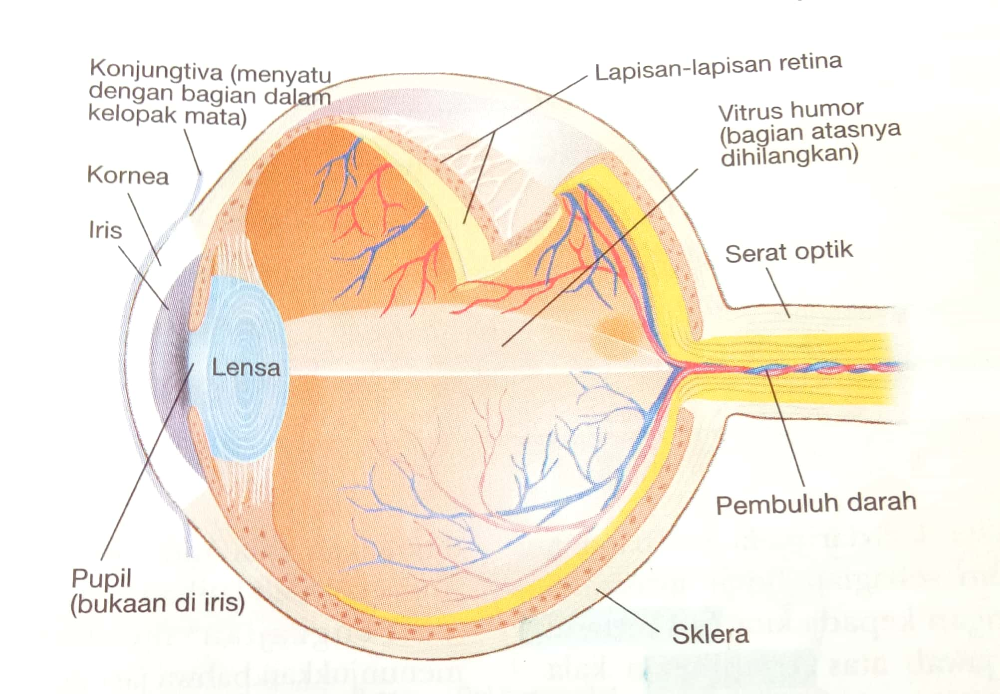 Konjungtiva (menyatu
dengan bagian dalam
kelopak mata)
Kornea
Iris
Lensa
Pupil
(bukaan di iris)
Lapisan-lapisan retina
Vitrus humor
(bagian atasnya
dihilangkan)
Serat optik
Pembuluh darah
Sklera